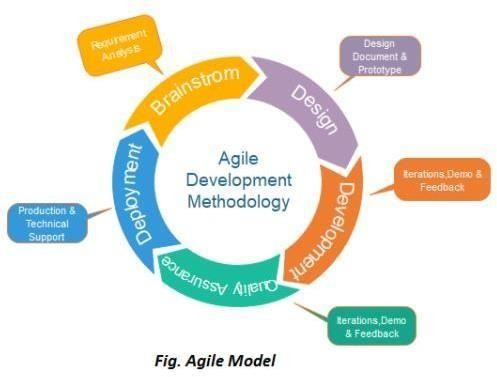 Requirement
Analysis
Brainstrom
Design
Document &
Prototype
Design
Agile
Development
Methodology
Iterations,Demo &
Feedback
Development
Deployment
Production &
Technical
Support
Quality Assurance
Iterations,Demo
& Feedback
Fig. Agile Model